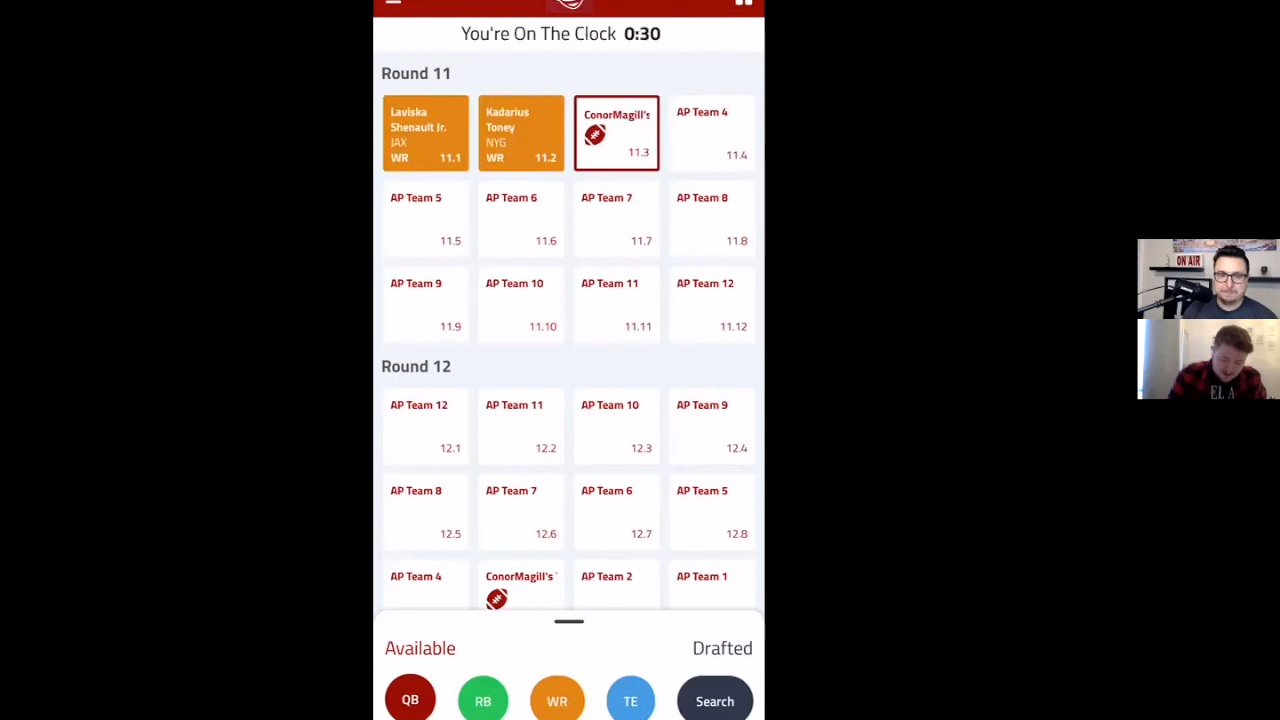 You're On The Clock 0:30
Round 11
Laviska
Shenault Jr.
JAX
WR 11.1
Kadarius
Toney
NYG
WR 11.2
ConorMagill's
11.3
AP Team 4
11.4
AP Team 5
11.5
AP Team 6
11.6
AP Team 7
11.7
AP Team 8
11.8
AP Team 9
11.9
AP Team 10
11.10
AP Team 11
11.11
AP Team 12
11.12
Round 12
AP Team 12
12.1
AP Team 11
12.2
AP Team 10
12.3
AP Team 9
12.4
AP Team 8
12.5
AP Team 7
12.6
AP Team 6
12.7
AP Team 5
12.8
AP Team 4
ConorMagill's
AP Team 2
AP Team 1
Available Drafted
QB RB WR TE Search
ON AIR
EL A